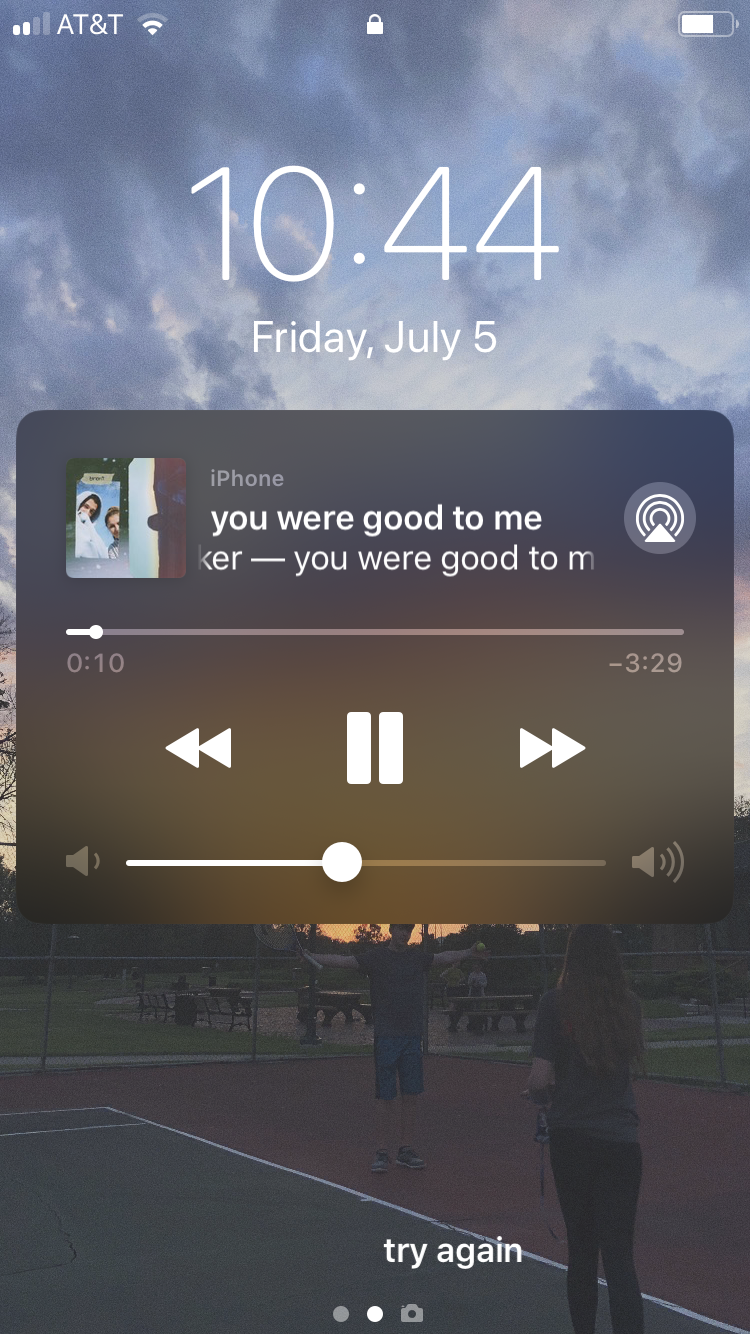 AT&T
10:44
Friday, July 5
iPhone
you were good to me
ker — you were good to m
0:10
−3:29
try again